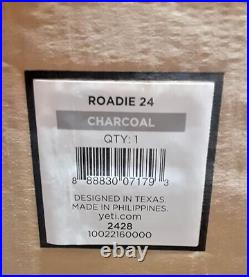 ROADIE 24
CHARCOAL
QTY: 1
8 88830 07179 3
DESIGNED IN TEXAS.
MADE IN PHILIPPINES.
yeti.com
2428
10022160000